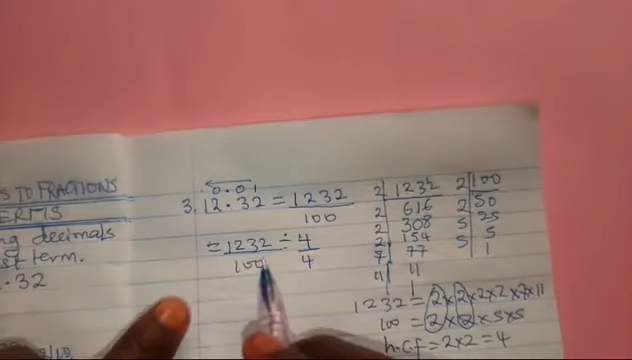 S TO FRACTIONS
ERMS
ng decimals
st term.
.32
3. 12.32 = 1232
0.01
100
= 1232 ÷ 4
100 4
2 1232
2 616
2 308
2 154
7 77
11 11
1
2 100
2 50
5 25
5 5
1
1232 = 2×2×2×2×7×11
100 = 2×2×5×5
h.c.f = 2×2 = 4